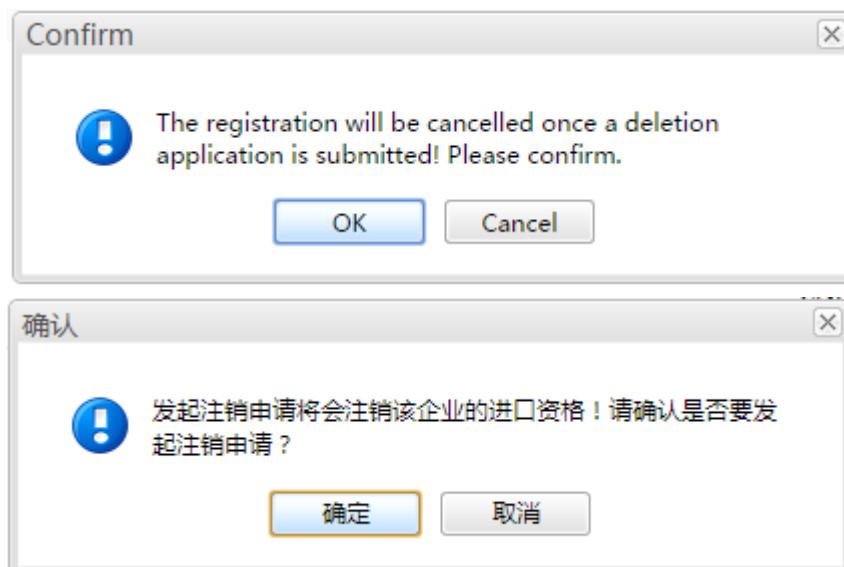 Confirm
The registration will be cancelled once a deletion
application is submitted! Please confirm.
OK
Cancel
确认
发起注销申请将会注销该企业的进口资格！请确认是否要发
起注销申请？
确定
取消